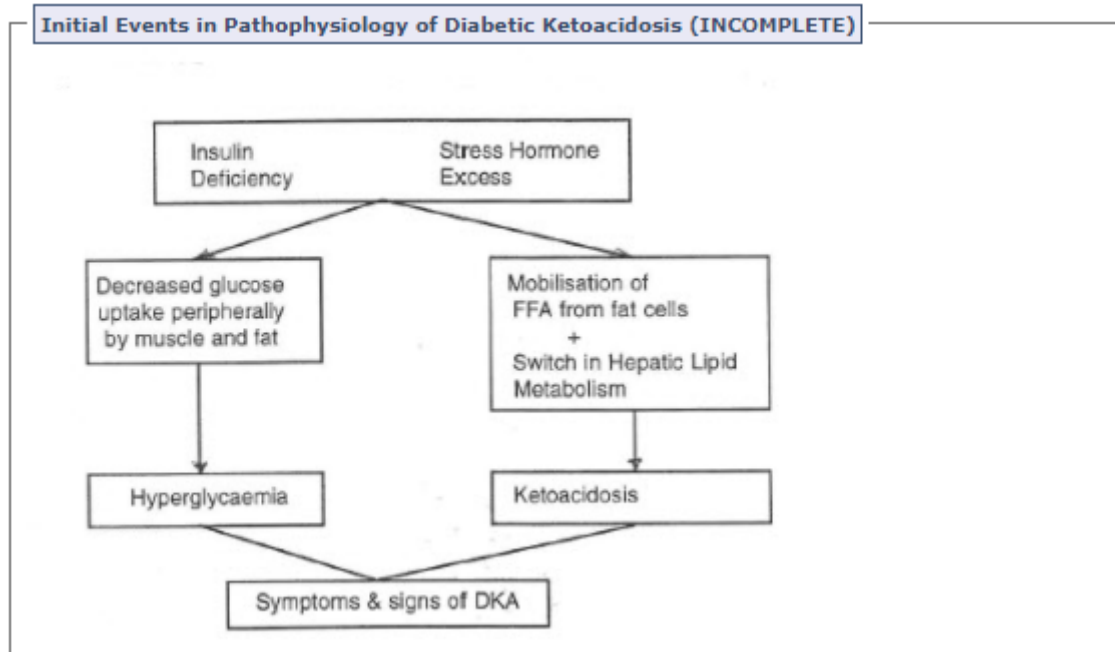 Initial Events in Pathophysiology of Diabetic Ketoacidosis (INCOMPLETE)
Insulin
Deficiency
Stress Hormone
Excess
Decreased glucose
uptake peripherally
by muscle and fat
Mobilisation of
FFA from fat cells
+
Switch in Hepatic Lipid
Metabolism
Hyperglycaemia
Ketoacidosis
Symptoms & signs of DKA